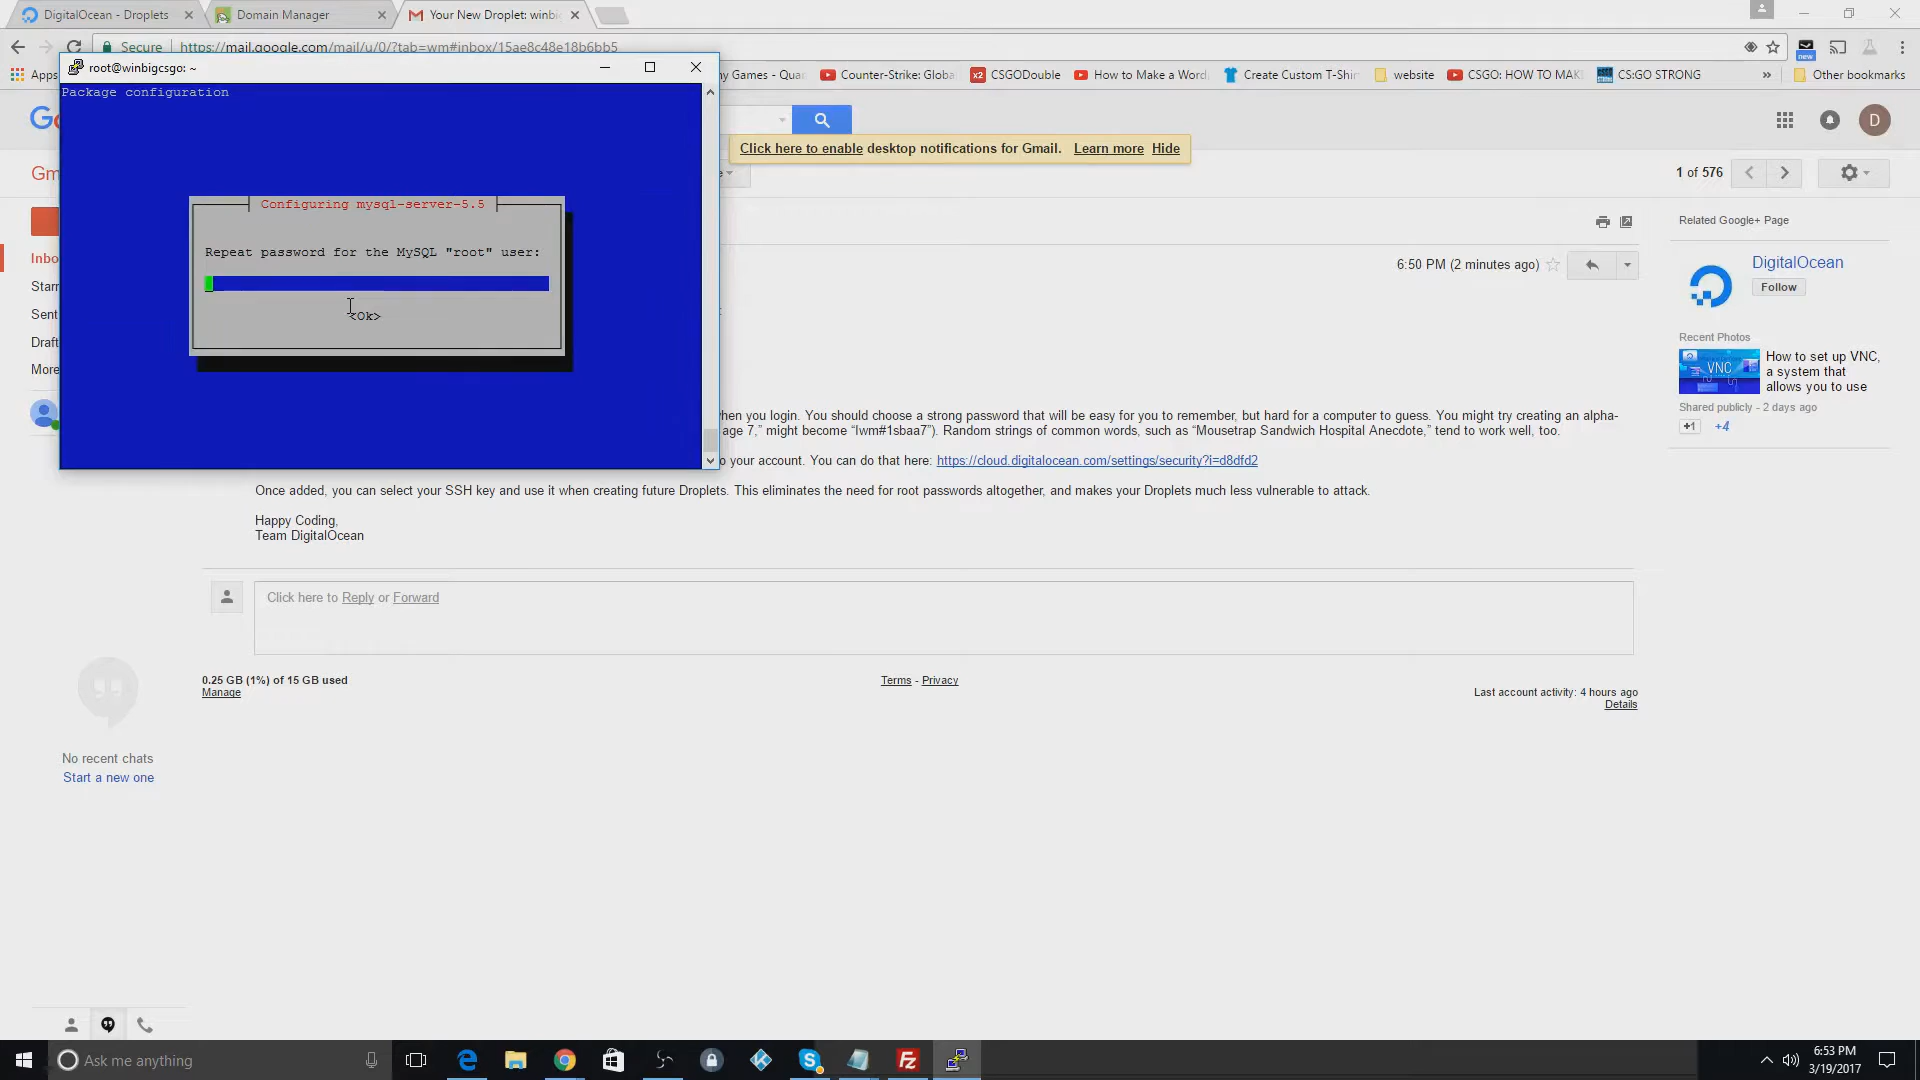 DigitalOcean - Droplets
Domain Manager
Your New Droplet: winbi
Secure
https://mail.google.com/mail/u/0/?tab=wm#inbox/15ae8c48e18b6bb5
new
Apps
ny Games - Qua
Counter-Strike: Globa
CSGODouble
How to Make a Word
Create Custom T-Shir
website
CSGO: HOW TO MAK
CS:GO STRONG
»
Other bookmarks
root@winbigcsgo: ~
Package configuration
Configuring mysql-server-5.5
Repeat password for the MySQL "root" user:
<Ok>
Click here to enable desktop notifications for Gmail. Learn more Hide
D
Gm
1 of 576
Inbo
Starr
Sent
Draft
More
6:50 PM (2 minutes ago)
Related Google+ Page
DigitalOcean
Follow
Recent Photos
VNC
How to set up VNC,
a system that
allows you to use
Shared publicly - 2 days ago
+1
+4
hen you login. You should choose a strong password that will be easy for you to remember, but hard for a computer to guess. You might try creating an alpha-
age 7,” might become “Iwm#1sbaa7”). Random strings of common words, such as “Mousetrap Sandwich Hospital Anecdote,” tend to work well, too.
o your account. You can do that here: https://cloud.digitalocean.com/settings/security?i=d8dfd2
Once added, you can select your SSH key and use it when creating future Droplets. This eliminates the need for root passwords altogether, and makes your Droplets much less vulnerable to attack.
Happy Coding,
Team DigitalOcean
Click here to Reply or Forward
0.25 GB (1%) of 15 GB used
Manage
Terms - Privacy
Last account activity: 4 hours ago
Details
No recent chats
Start a new one
Ask me anything
6:53 PM
3/19/2017